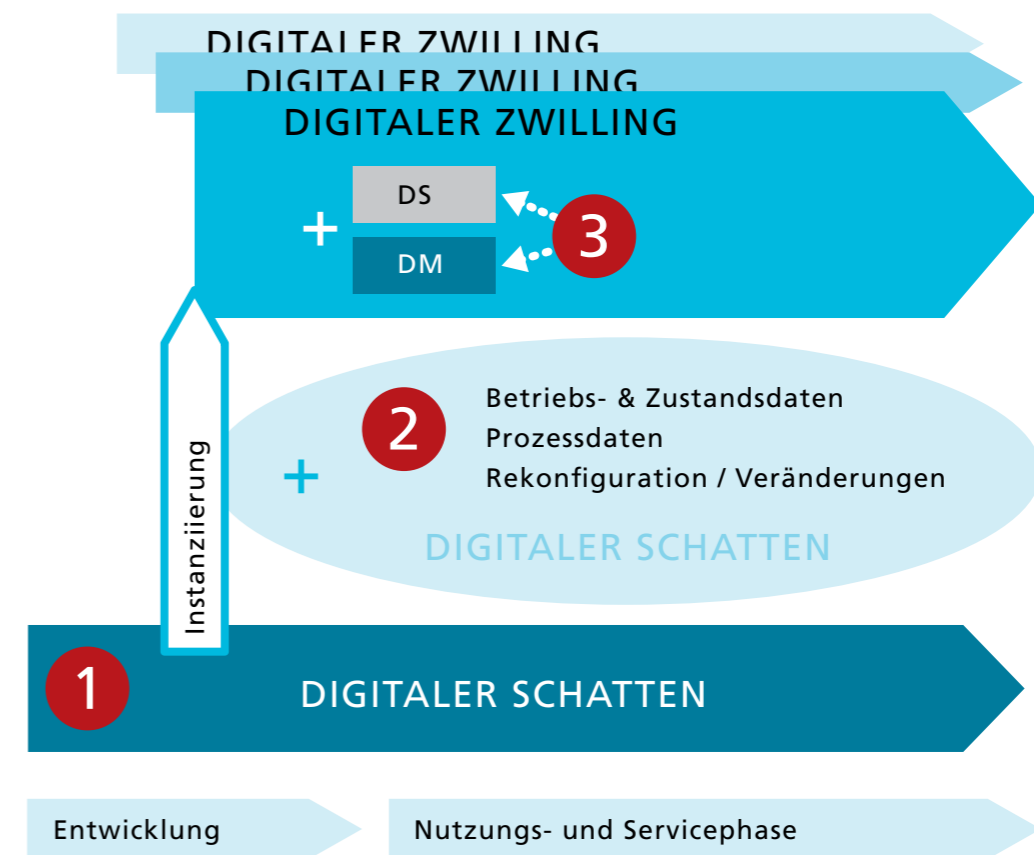 DIGITALER ZWILLING
DIGITALER ZWILLING
DIGITALER ZWILLING
DS
+
3
DM
Instanziierung
2
Betriebs- & Zustandsdaten
Prozessdaten
+
Rekonfiguration / Veränderungen
DIGITALER SCHATTEN
1
DIGITALER SCHATTEN
Entwicklung
Nutzungs- und Servicephase